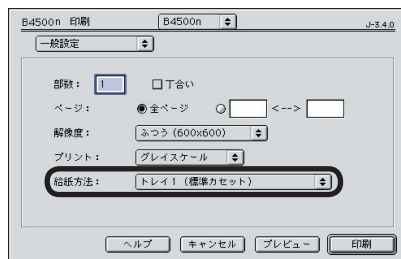 B4500n 印刷 B4500n J-3.4.0
一般設定
部数： 1 丁合い
ページ： 全ページ <-->
解像度： ふつう (600x600)
プリント： グレイスケール
給紙方法： トレイ1（標準カセット）
ヘルプ キャンセル プレビュー 印刷